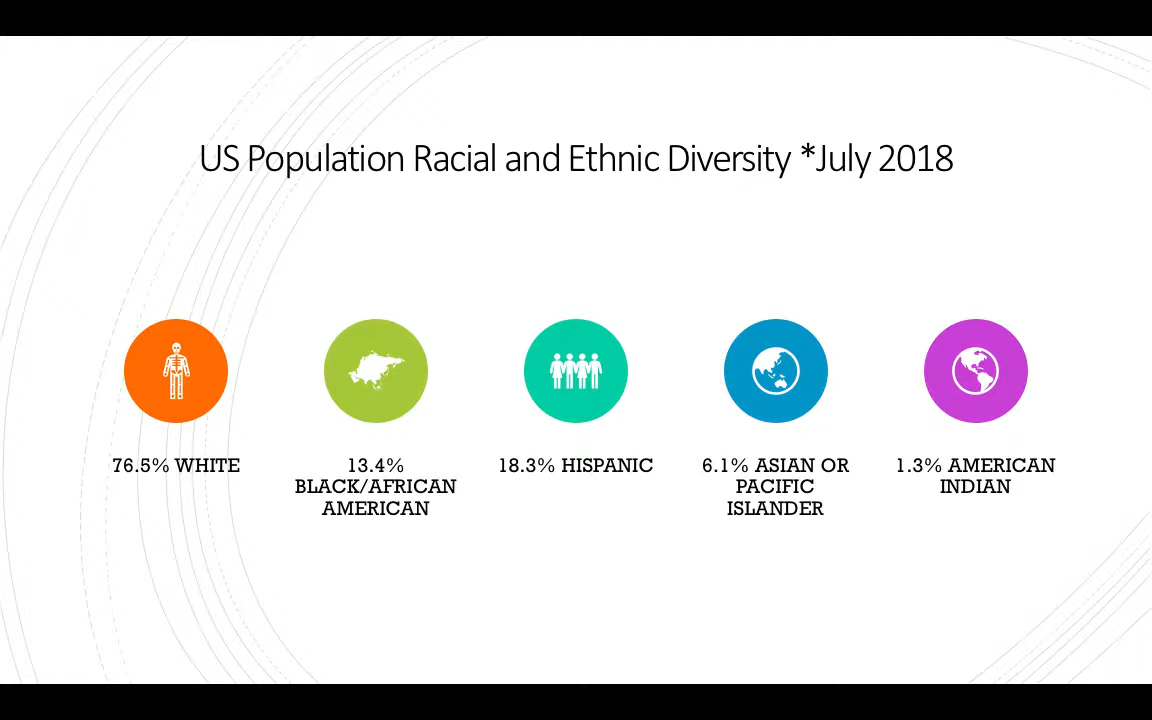 US Population Racial and Ethnic Diversity *July 2018
76.5% WHITE
13.4%
BLACK/AFRICAN
AMERICAN
18.3% HISPANIC
6.1% ASIAN OR
PACIFIC
ISLANDER
1.3% AMERICAN
INDIAN